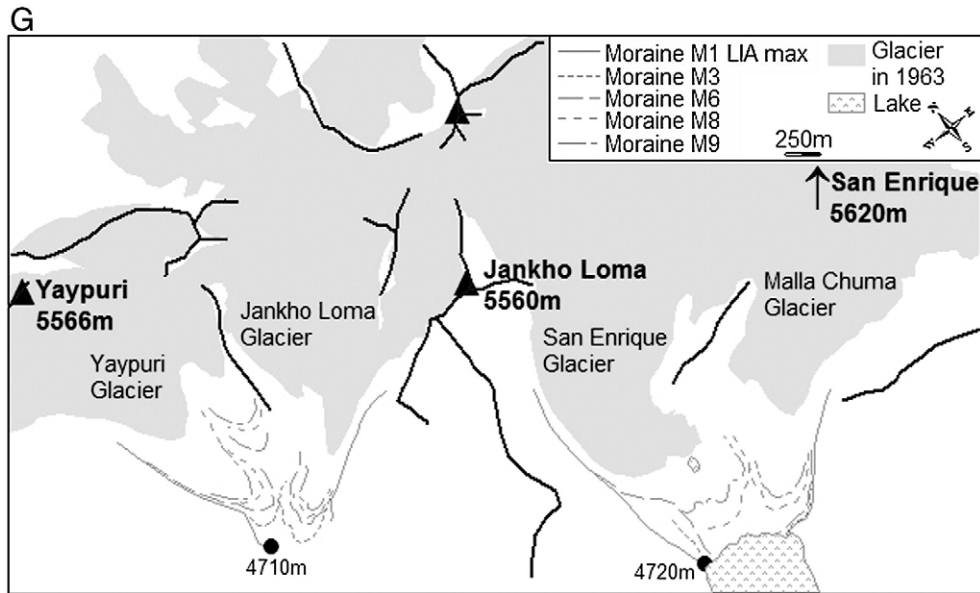 G
Moraine M1 LIA max
Moraine M3
Moraine M6
Moraine M8
Moraine M9
Glacier
in 1963
Lake
250m
San Enrique
5620m
Yaypuri
5566m
Jankho Loma
5560m
Jankho Loma
Glacier
Yaypuri
Glacier
San Enrique
Glacier
Malla Chuma
Glacier
4710m
4720m